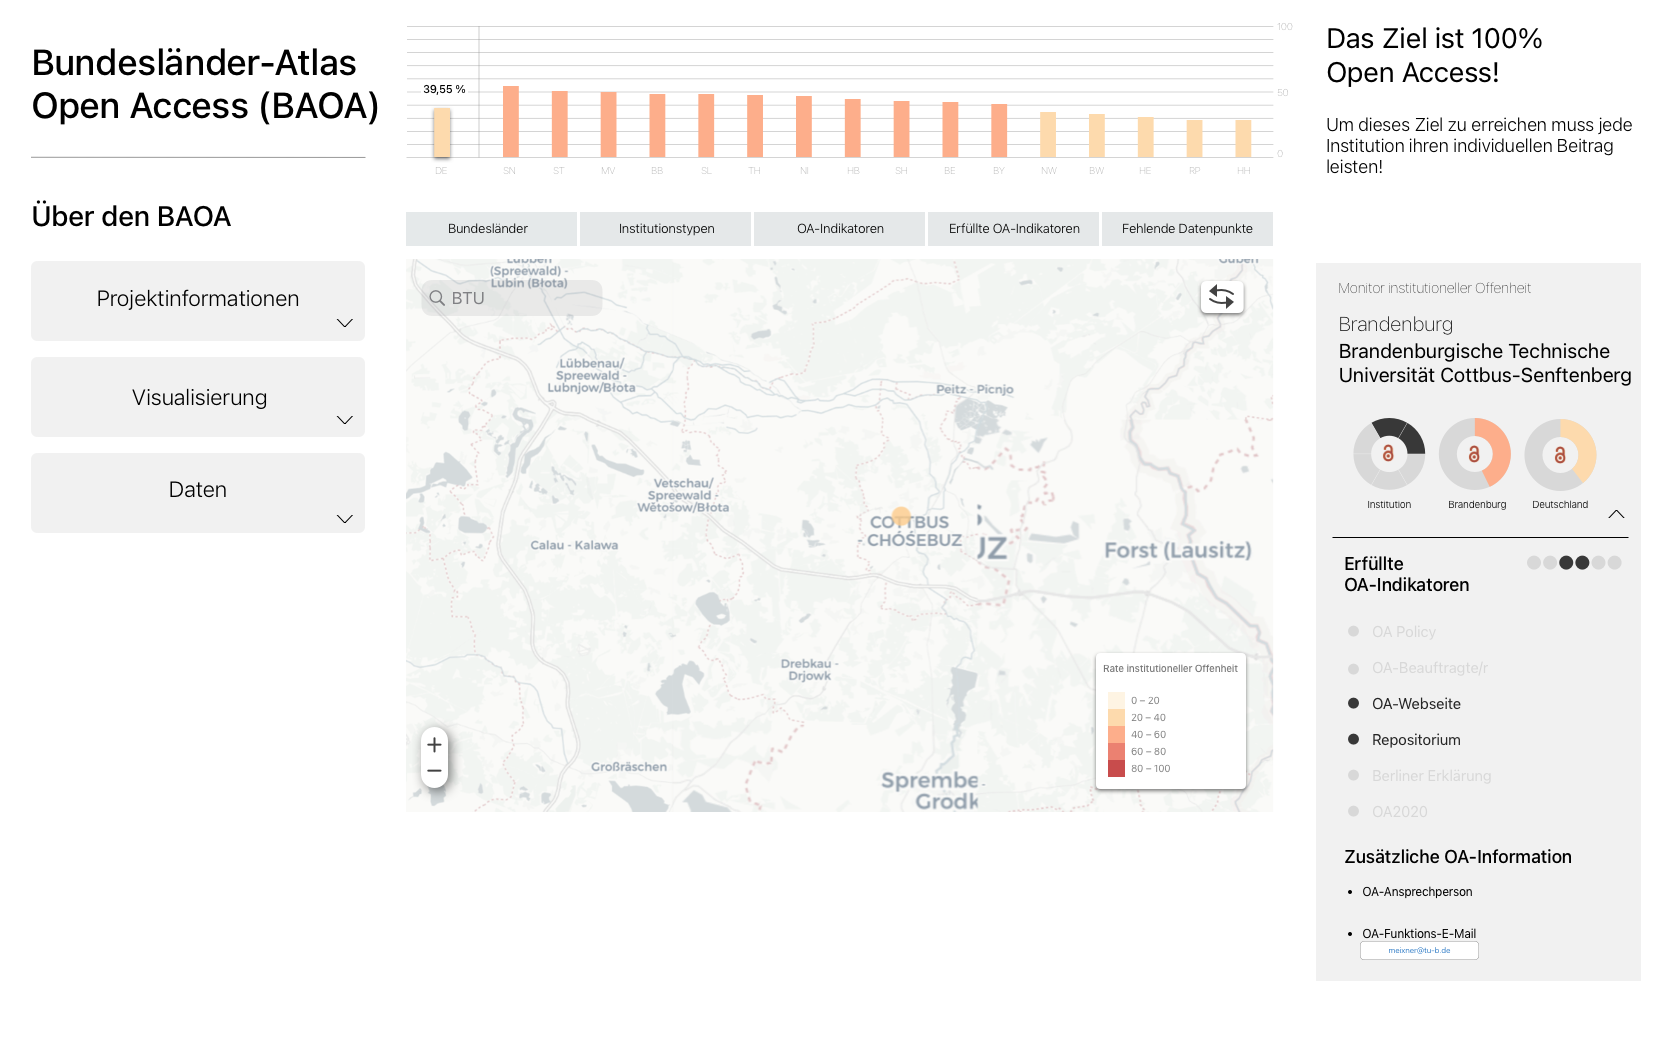 Bundesländer-Atlas
Open Access (BAOA)
Über den BAOA
Projektinformationen
Visualisierung
Daten
100
50
0
39,55 %
DE
SN
ST
MV
BB
SL
TH
NI
HB
SH
BE
BY
NW
BW
HE
RP
HH
Bundesländer
Institutionstypen
OA-Indikatoren
Erfüllte OA-Indikatoren
Fehlende Datenpunkte
Lübben
(Spreewald) -
Lubin (Błota)
Guben
BTU
Lübbenau/
Spreewald -
Lubnjow/Błota
Peitz - Picnjo
Vetschau/
Spreewald -
Wětošow/Błota
COTTBUS
- CHÓŚEBUZ
UZ
Forst (Lausitz)
Calau - Kalawa
Drebkau -
Drjowk
Großräschen
Sprembe
Grodk
Rate institutioneller Offenheit
0 – 20
20 – 40
40 – 60
60 – 80
80 – 100
+
−
Das Ziel ist 100%
Open Access!
Um dieses Ziel zu erreichen muss jede
Institution ihren individuellen Beitrag
leisten!
Monitor institutioneller Offenheit
Brandenburg
Brandenburgische Technische
Universität Cottbus-Senftenberg
Institution
Brandenburg
Deutschland
Erfüllte
OA-Indikatoren
OA Policy
OA-Beauftragte/r
OA-Webseite
Repositorium
Berliner Erklärung
OA2020
Zusätzliche OA-Information
• OA-Ansprechperson
• OA-Funktions-E-Mail
meixner@tu-b.de